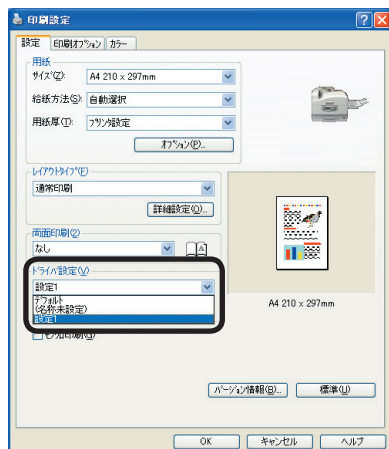 印刷設定
設定 印刷オプション カラー
用紙
サイズ(Z): A4 210 x 297mm
給紙方法(S): 自動選択
用紙厚(T): プリンタ設定
オプション(P)...
レイアウトタイプ(F)
通常印刷
詳細設定(O)...
両面印刷(2)
なし
ドライバ設定(V)
設定1
デフォルト
(名称未設定)
設定1
A4 210 x 297mm
バージョン情報(B)... 標準(U)
OK キャンセル ヘルプ